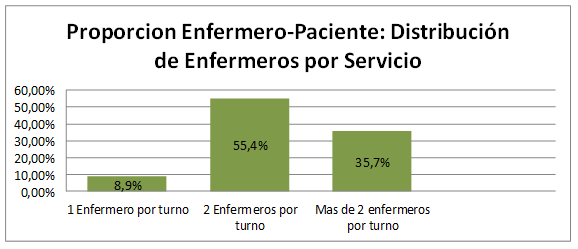 Proporcion Enfermero-Paciente: Distribución
de Enfermeros por Servicio
60,00%
50,00%
40,00%
30,00%
20,00%
10,00%
0,00%
8,9%
55,4%
35,7%
1 Enfermero por turno
2 Enfermeros por
turno
Mas de 2 enfermeros
por turno